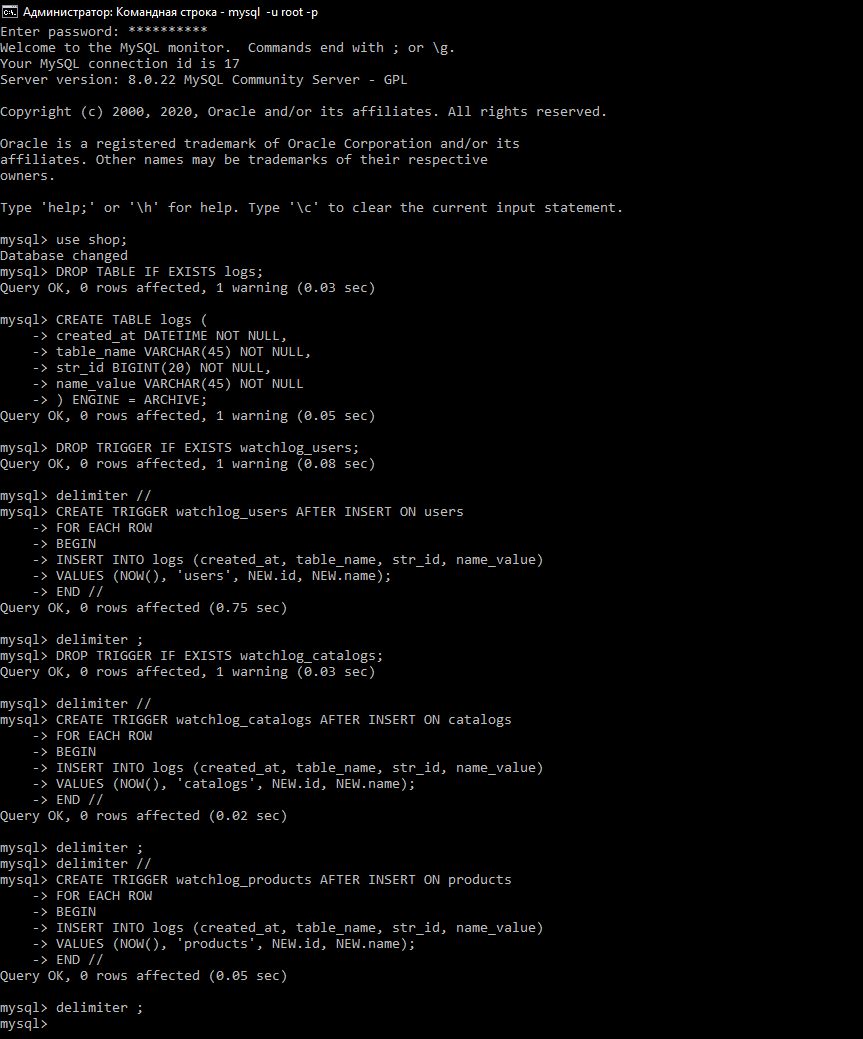 Администратор: Командная строка - mysql  -u root -p
Enter password: **********
Welcome to the MySQL monitor.  Commands end with ; or \g.
Your MySQL connection id is 17
Server version: 8.0.22 MySQL Community Server - GPL

Copyright (c) 2000, 2020, Oracle and/or its affiliates. All rights reserved.

Oracle is a registered trademark of Oracle Corporation and/or its
affiliates. Other names may be trademarks of their respective
owners.

Type 'help;' or '\h' for help. Type '\c' to clear the current input statement.

mysql> use shop;
Database changed
mysql> DROP TABLE IF EXISTS logs;
Query OK, 0 rows affected, 1 warning (0.03 sec)

mysql> CREATE TABLE logs (
    -> created_at DATETIME NOT NULL,
    -> table_name VARCHAR(45) NOT NULL,
    -> str_id BIGINT(20) NOT NULL,
    -> name_value VARCHAR(45) NOT NULL
    -> ) ENGINE = ARCHIVE;
Query OK, 0 rows affected, 1 warning (0.05 sec)

mysql> DROP TRIGGER IF EXISTS watchlog_users;
Query OK, 0 rows affected, 1 warning (0.08 sec)

mysql> delimiter //
mysql> CREATE TRIGGER watchlog_users AFTER INSERT ON users
    -> FOR EACH ROW
    -> BEGIN
    -> INSERT INTO logs (created_at, table_name, str_id, name_value)
    -> VALUES (NOW(), 'users', NEW.id, NEW.name);
    -> END //
Query OK, 0 rows affected (0.75 sec)

mysql> delimiter ;
mysql> DROP TRIGGER IF EXISTS watchlog_catalogs;
Query OK, 0 rows affected, 1 warning (0.03 sec)

mysql> delimiter //
mysql> CREATE TRIGGER watchlog_catalogs AFTER INSERT ON catalogs
    -> FOR EACH ROW
    -> BEGIN
    -> INSERT INTO logs (created_at, table_name, str_id, name_value)
    -> VALUES (NOW(), 'catalogs', NEW.id, NEW.name);
    -> END //
Query OK, 0 rows affected (0.02 sec)

mysql> delimiter ;
mysql> delimiter //
mysql> CREATE TRIGGER watchlog_products AFTER INSERT ON products
    -> FOR EACH ROW
    -> BEGIN
    -> INSERT INTO logs (created_at, table_name, str_id, name_value)
    -> VALUES (NOW(), 'products', NEW.id, NEW.name);
    -> END //
Query OK, 0 rows affected (0.05 sec)

mysql> delimiter ;
mysql>